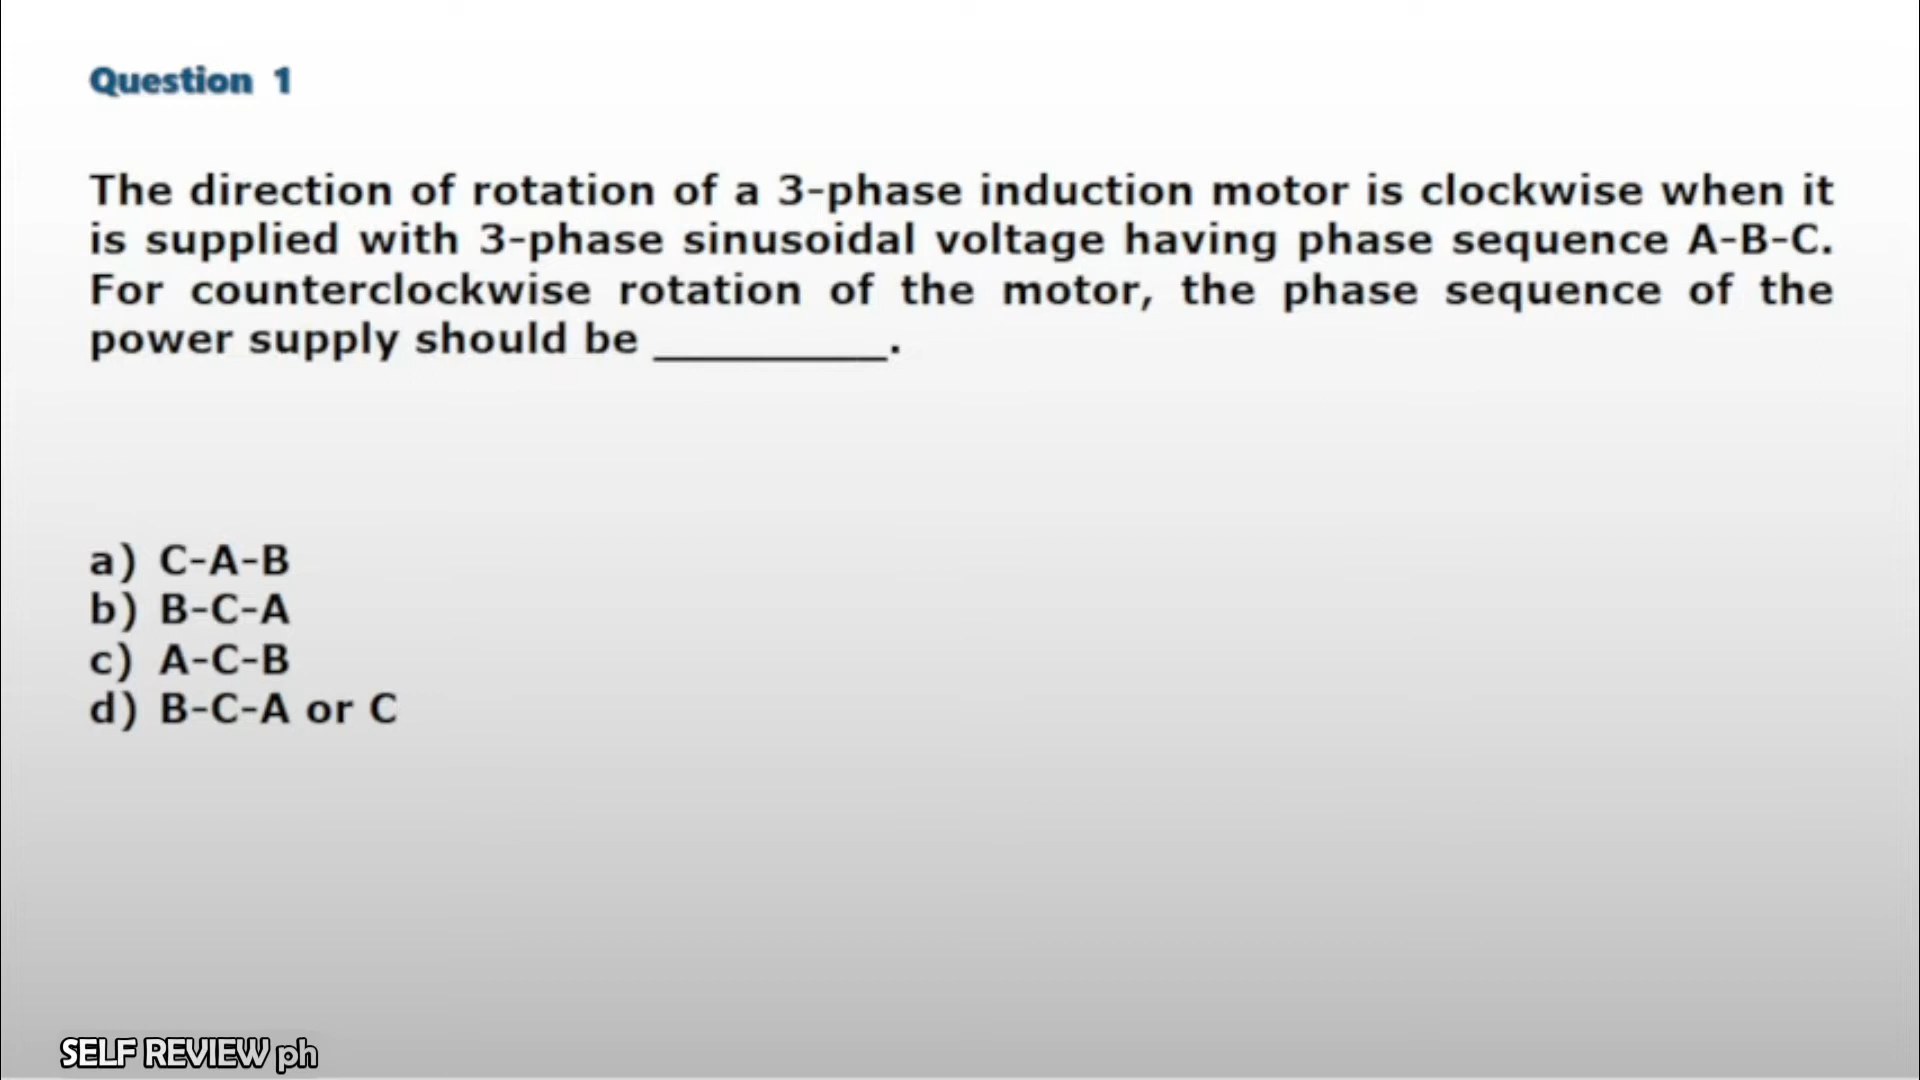 Question 1
The direction of rotation of a 3-phase induction motor is clockwise when it
is supplied with 3-phase sinusoidal voltage having phase sequence A-B-C.
For counterclockwise rotation of the motor, the phase sequence of the
power supply should be __________.
a) C-A-B
b) B-C-A
c) A-C-B
d) B-C-A or C
SELF REVIEW ph